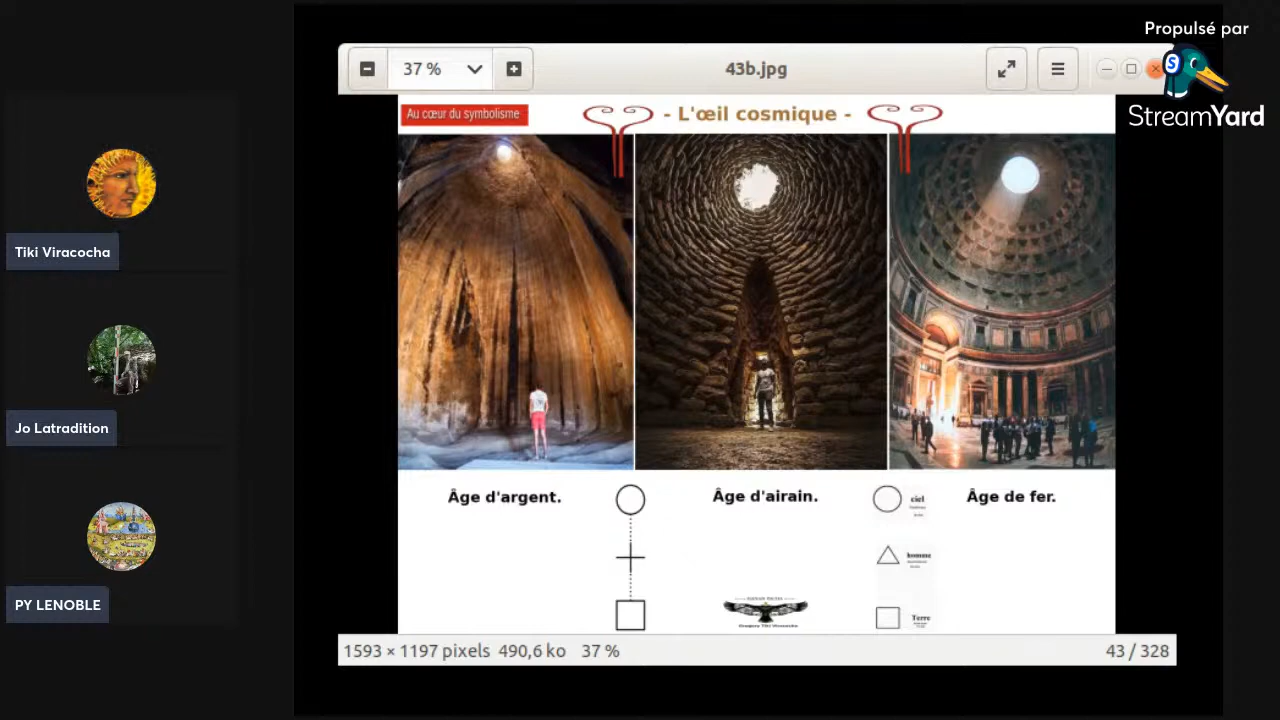 Propulsé par
StreamYard
37 %
43b.jpg
Au cœur du symbolisme
- L'œil cosmique -
Tiki Viracocha
Jo Latradition
PY LENOBLE
Âge d'argent.
Âge d'airain.
Âge de fer.
ciel
homme
Terre
1593 × 1197 pixels 490,6 ko 37 %
43 / 328